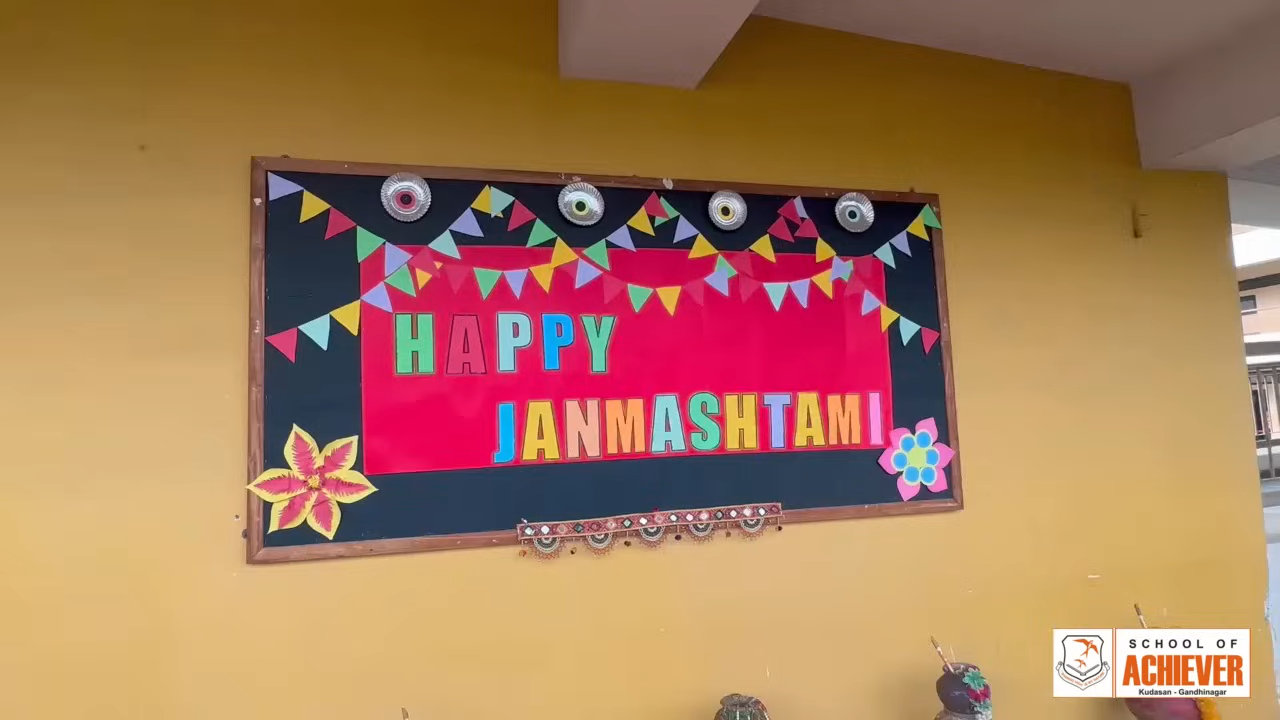 HAPPY
JANMASHTAMI
SCHOOL OF
ACHIEVER
Kudasan - Gandhinagar